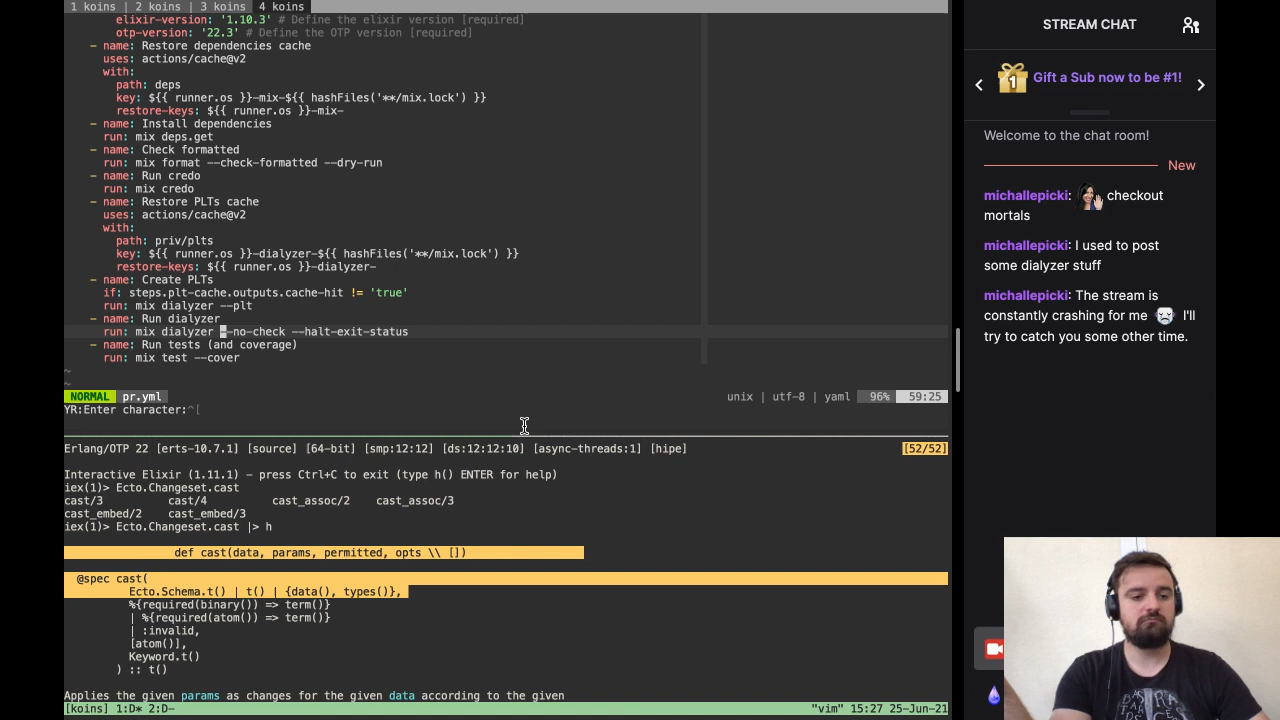 1 koins | 2 koins | 3 koins | 4 koins
elixir-version: '1.10.3' # Define the elixir version [required]
otp-version: '22.3' # Define the OTP version [required]
- name: Restore dependencies cache
uses: actions/cache@v2
with:
path: deps
key: ${{ runner.os }}-mix-${{ hashFiles('**/mix.lock') }}
restore-keys: ${{ runner.os }}-mix-
- name: Install dependencies
run: mix deps.get
- name: Check formatted
run: mix format --check-formatted --dry-run
- name: Run credo
run: mix credo
- name: Restore PLTs cache
uses: actions/cache@v2
with:
path: priv/plts
key: ${{ runner.os }}-dialyzer-${{ hashFiles('**/mix.lock') }}
restore-keys: ${{ runner.os }}-dialyzer-
- name: Create PLTs
if: steps.plt-cache.outputs.cache-hit != 'true'
run: mix dialyzer --plt
- name: Run dialyzer
run: mix dialyzer --no-check --halt-exit-status
- name: Run tests (and coverage)
run: mix test --cover
~
~
NORMAL pr.yml unix | utf-8 | yaml 96% 59:25
YR:Enter character:^[
Erlang/OTP 22 [erts-10.7.1] [source] [64-bit] [smp:12:12] [ds:12:12:10] [async-threads:1] [hipe] [52/52]
Interactive Elixir (1.11.1) - press Ctrl+C to exit (type h() ENTER for help)
iex(1)> Ecto.Changeset.cast
cast/3 cast/4 cast_assoc/2 cast_assoc/3
cast_embed/2 cast_embed/3
iex(1)> Ecto.Changeset.cast |> h
def cast(data, params, permitted, opts \\ [])
@spec cast(
Ecto.Schema.t() | t() | {data(), types()},
%{required(binary()) => term()}
| %{required(atom()) => term()}
| :invalid,
[atom()],
Keyword.t()
) :: t()
Applies the given params as changes for the given data according to the given
[koins] 1:D* 2:D- "vim" 15:27 25-Jun-21
STREAM CHAT
1 Gift a Sub now to be #1!
Welcome to the chat room!
New
michallepicki: checkout
mortals
michallepicki: I used to post
some dialyzer stuff
michallepicki: The stream is
constantly crashing for me I'll
try to catch you some other time.